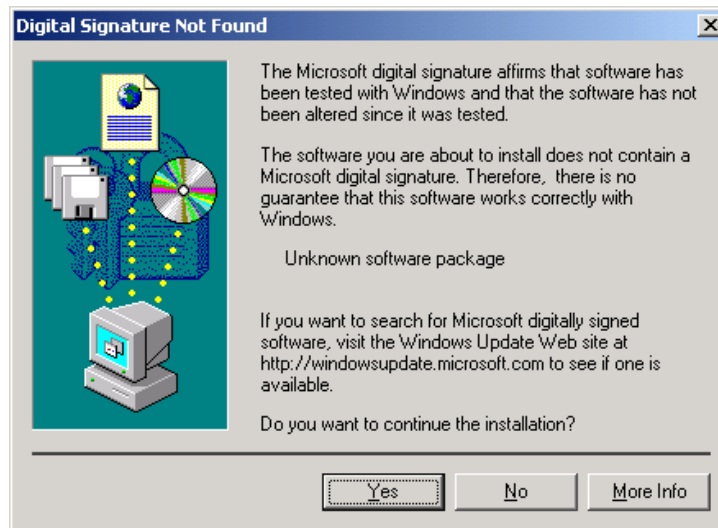 Digital Signature Not Found
The Microsoft digital signature affirms that software has
been tested with Windows and that the software has not
been altered since it was tested.
The software you are about to install does not contain a
Microsoft digital signature. Therefore, there is no
guarantee that this software works correctly with
Windows.
Unknown software package
If you want to search for Microsoft digitally signed
software, visit the Windows Update Web site at
http://windowsupdate.microsoft.com to see if one is
available.
Do you want to continue the installation?
Yes No More Info